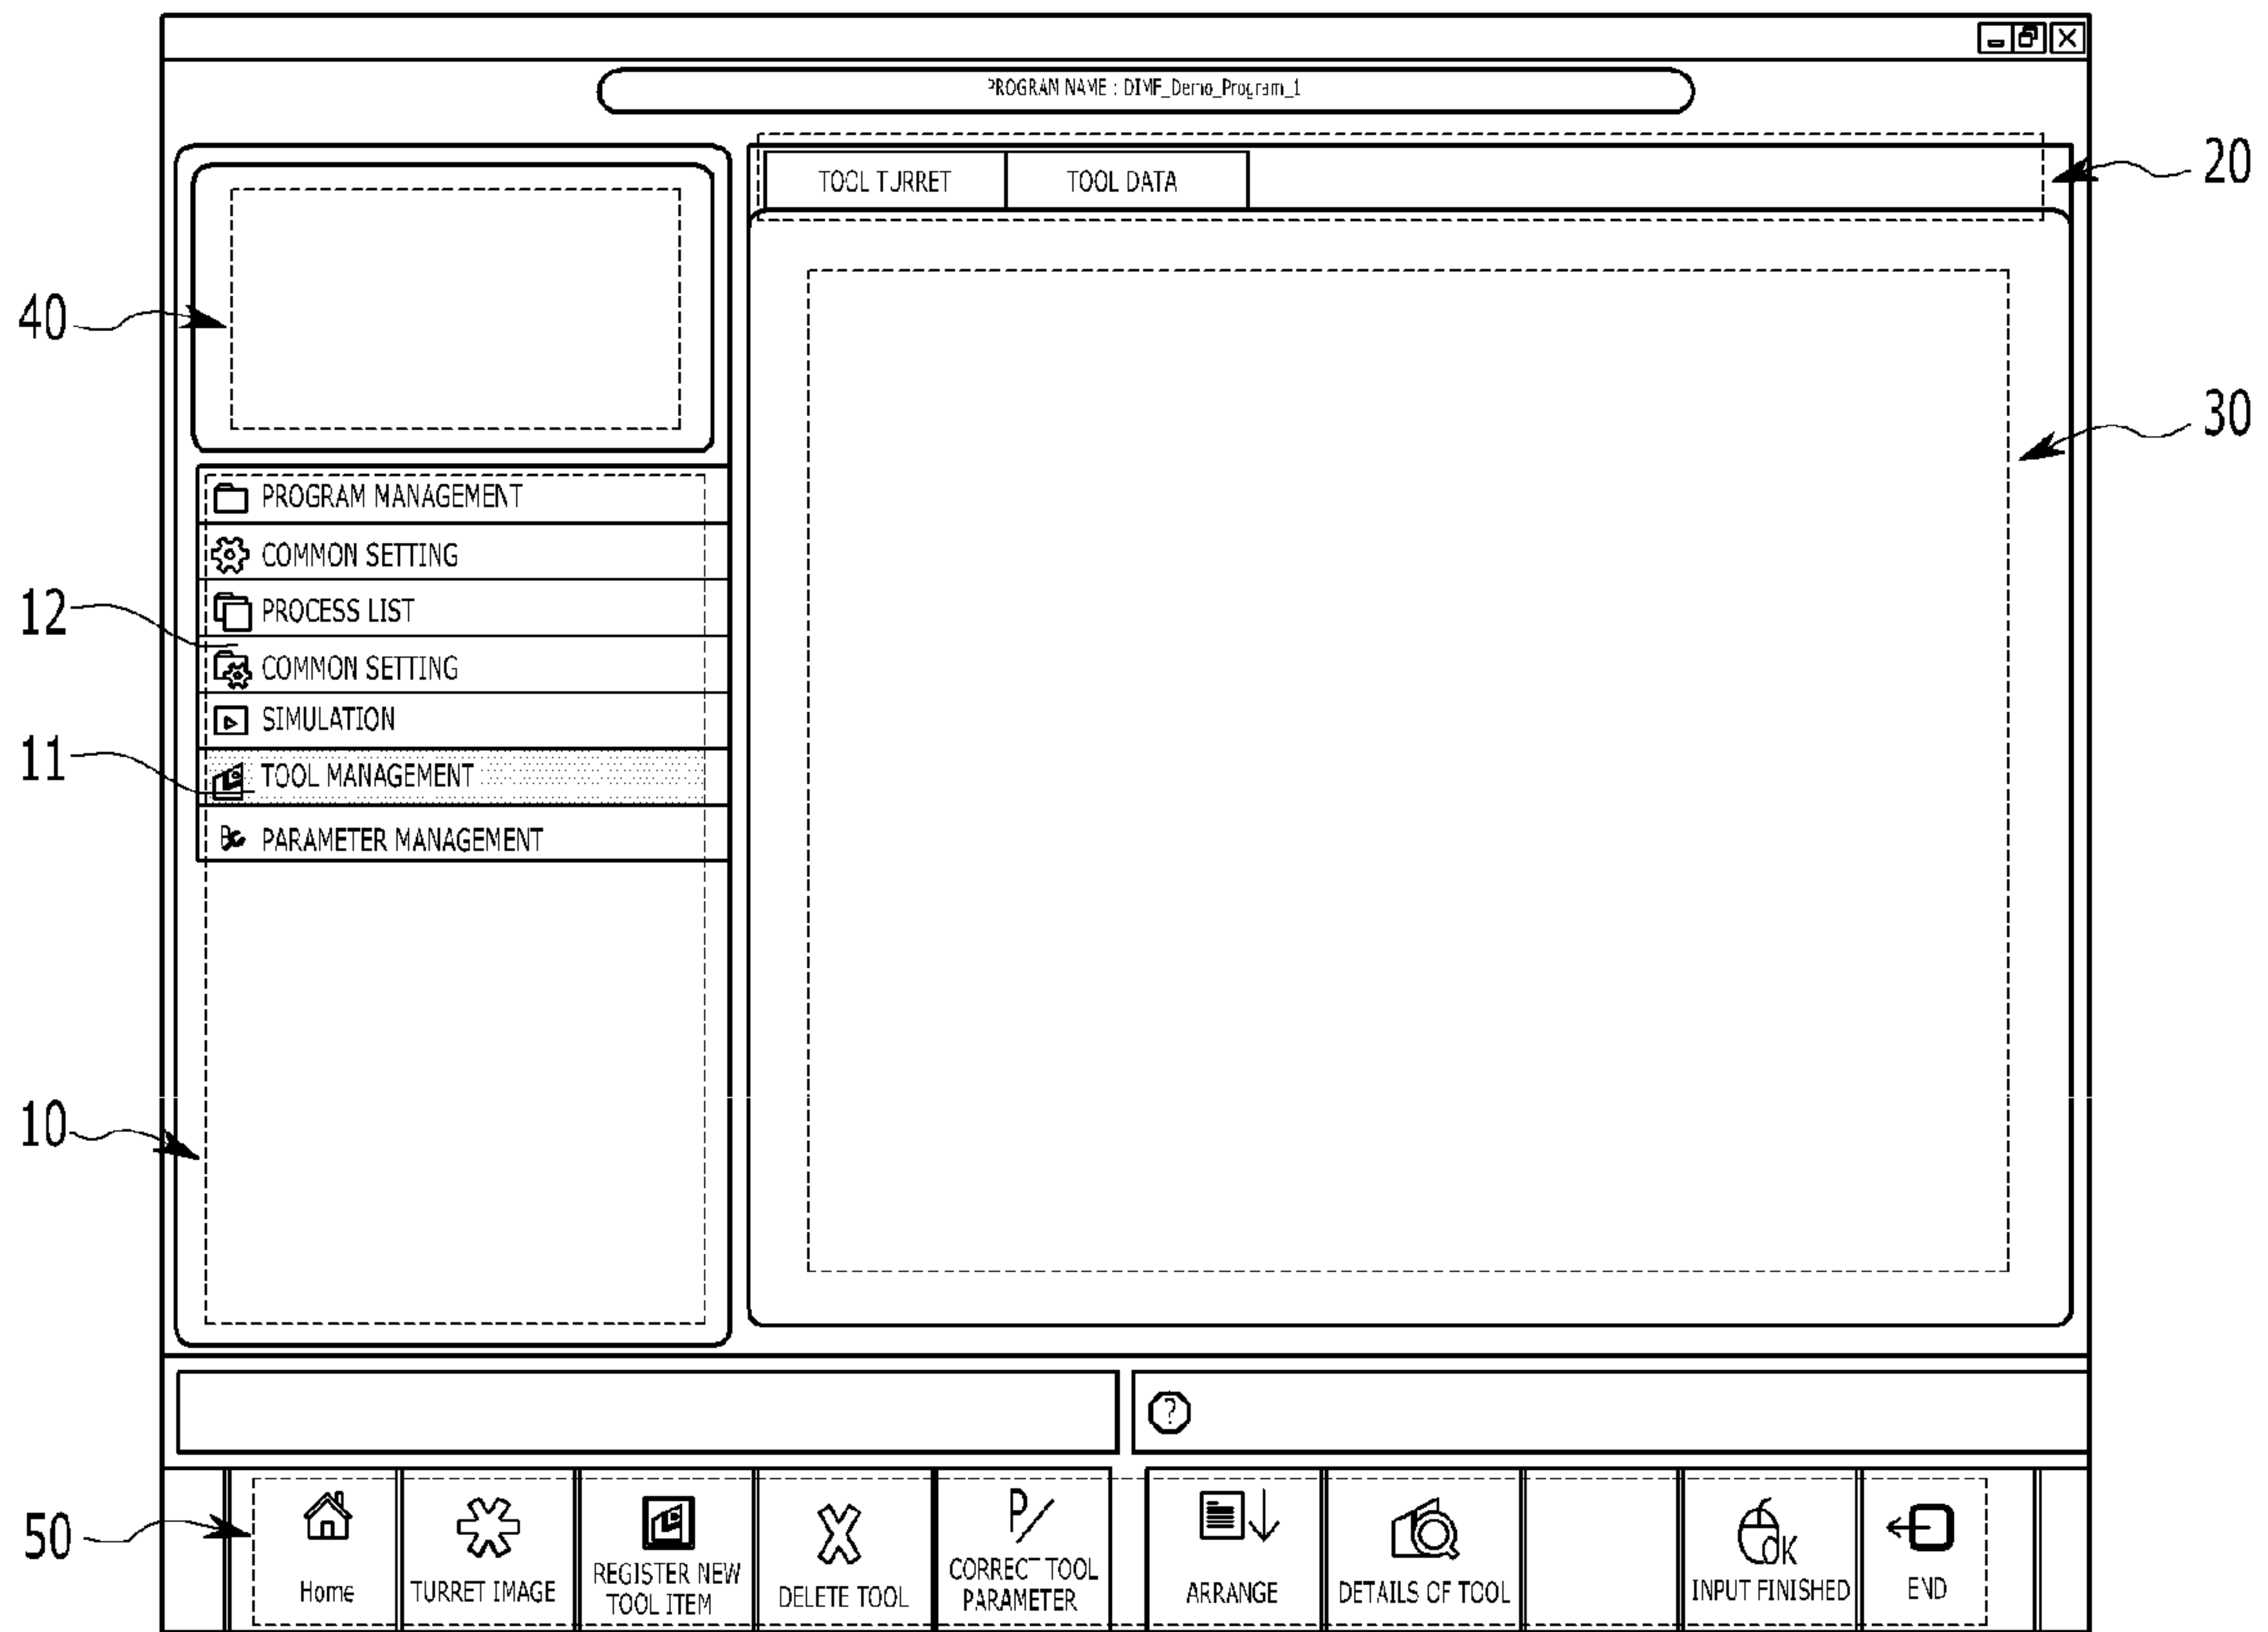 PROGRAM NAME : DIMF_Demo_Program_1
TOOL TURRET
TOOL DATA
20
40
30
PROGRAM MANAGEMENT
COMMON SETTING
12
PROCESS LIST
COMMON SETTING
SIMULATION
11
TOOL MANAGEMENT
PARAMETER MANAGEMENT
10
?
50
Home
TURRET IMAGE
REGISTER NEW
TOOL ITEM
DELETE TOOL
P/
CORRECT TOOL
PARAMETER
ARRANGE
DETAILS OF TOOL
OK
INPUT FINISHED
END